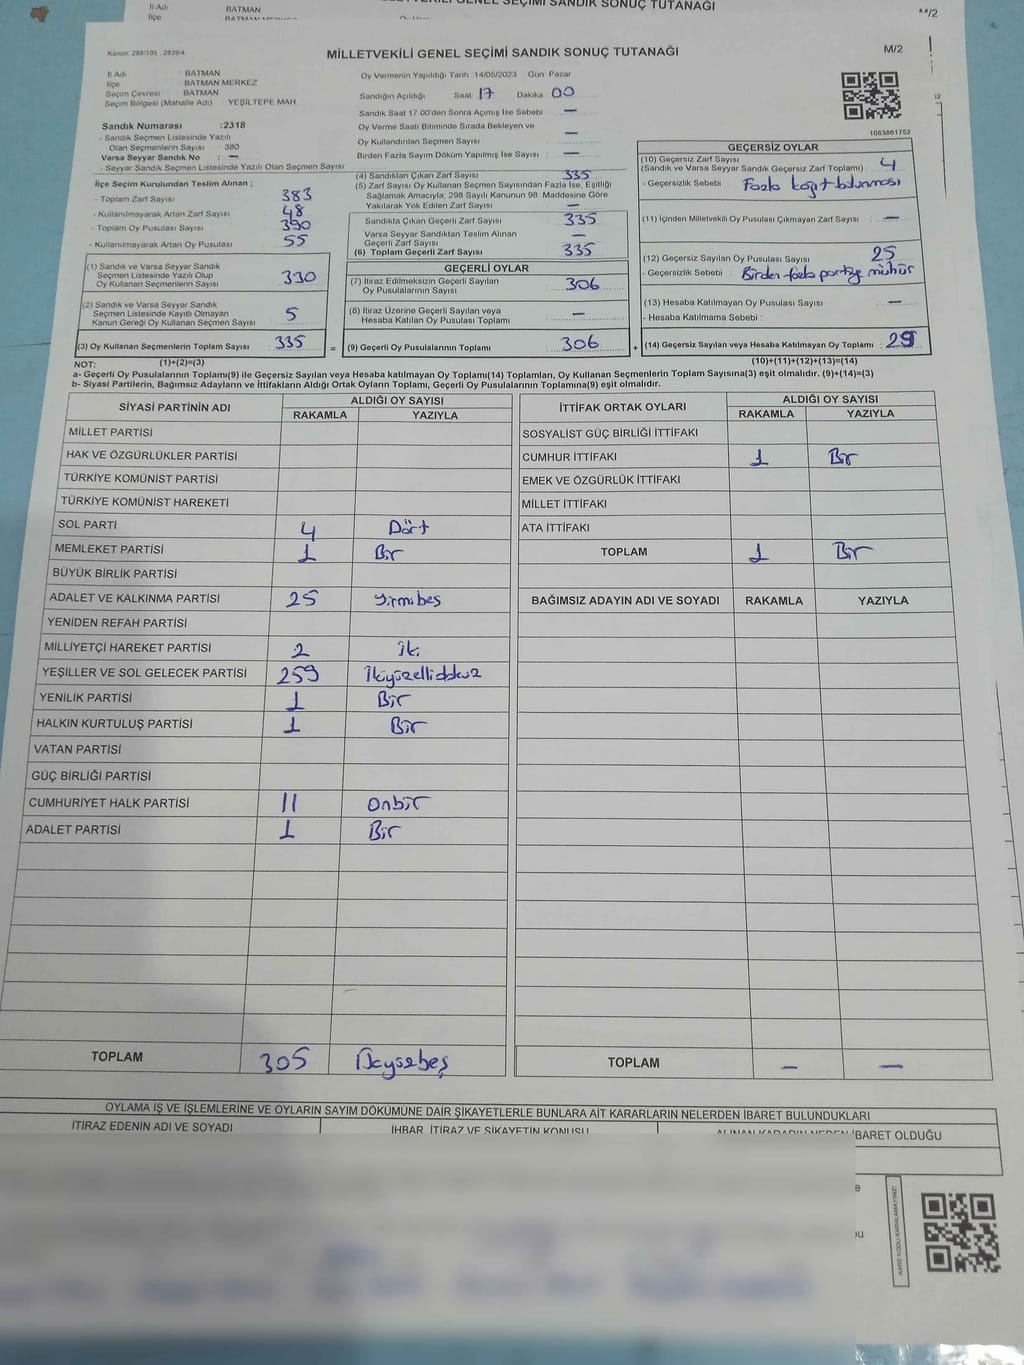 İl Adı BATMAN
İlçe
SANDIK SONUÇ TUTANAĞI
**/2
Kanun: 298/105 , 2839/4
MİLLETVEKİLİ GENEL SEÇİMİ SANDIK SONUÇ TUTANAĞI
M/2
İl Adı BATMAN
İlçe BATMAN MERKEZ
Seçim Çevresi BATMAN
Seçim Bölgesi (Mahalle Adı) YEŞİLTEPE MAH
Sandık Numarası :2318
- Sandık Seçmen Listesinde Yazılı
Olan Seçmenlerin Sayısı : 380
Varsa Seyyar Sandık No : —
- Seyyar Sandık Seçmen Listesinde Yazılı Olan Seçmen Sayısı
İlçe Seçim Kurulundan Teslim Alınan ;
- Toplam Zarf Sayısı 383
- Kullanılmayarak Artan Zarf Sayısı 48
- Toplam Oy Pusulası Sayısı 390
- Kullanılmayarak Artan Oy Pusulası 55
(1) Sandık ve Varsa Seyyar Sandık
Seçmen Listesinde Yazılı Olup
Oy Kullanan Seçmenlerin Sayısı 330
(2) Sandık ve Varsa Seyyar Sandık
Seçmen Listesinde Kayıtlı Olmayan
Kanun Gereği Oy Kullanan Seçmen Sayısı 5
(3) Oy Kullanan Seçmenlerin Toplam Sayısı : 335
Oy Vermenin Yapıldığı Tarih :14/05/2023 Gün: Pazar
Sandığın Açıldığı Saat 17 Dakika 00
Sandık Saat 17.00'den Sonra Açımış İse Sebebi : —
Oy Verme Saati Bitiminde Sırada Bekleyen ve
Oy Kullandırılan Seçmen Sayısı : —
Birden Fazla Sayım Döküm Yapılmış İse Sayısı : —
(4) Sandıktan Çıkan Zarf Sayısı : 335
(5) Zarf Sayısı Oy Kullanan Seçmen Sayısından Fazla İse, Eşitliği
Sağlamak Amacıyla; 298 Sayılı Kanunun 98. Maddesine Göre
Yakılarak Yok Edilen Zarf Sayısı : —
Sandıkta Çıkan Geçerli Zarf Sayısı : 335
Varsa Seyyar Sandıktan Teslim Alınan
Geçerli Zarf Sayısı : —
(6) Toplam Geçerli Zarf Sayısı : 335
GEÇERLİ OYLAR
(7) İtiraz Edilmeksizin Geçerli Sayılan
Oy Pusulalarının Sayısı : 306
(8) İtiraz Üzerine Geçerli Sayılan veya
Hesaba Katılan Oy Pusulası Toplamı : —
= (9) Geçerli Oy Pusulalarının Toplamı : 306
1083861752
GEÇERSİZ OYLAR
(10) Geçersiz Zarf Sayısı
(Sandık ve Varsa Seyyar Sandık Geçersiz Zarf Toplamı) : 4
- Geçersizlik Sebebi : Fazla kağıt bulunması
(11) İçinden Milletvekili Oy Pusulası Çıkmayan Zarf Sayısı : —
(12) Geçersiz Sayılan Oy Pusulası Sayısı : 25
- Geçersizlik Sebebi : Birden fazla partiye mühür
(13) Hesaba Katılmayan Oy Pusulası Sayısı : —
- Hesaba Katılmama Sebebi :
+ (14) Geçersiz Sayılan veya Hesaba Katılmayan Oy Toplamı : 29
NOT: (1)+(2)=(3)
(10)+(11)+(12)+(13)=(14)
a- Geçerli Oy Pusulalarının Toplamı(9) ile Geçersiz Sayılan veya Hesaba katılmayan Oy Toplamı(14) Toplamları, Oy Kullanan Seçmenlerin Toplam Sayısına(3) eşit olmalıdır. (9)+(14)=(3)
b- Siyasi Partilerin, Bağımsız Adayların ve İttifakların Aldığı Ortak Oyların Toplamı, Geçerli Oy Pusulalarının Toplamına(9) eşit olmalıdır.
SİYASİ PARTİNİN ADI ALDIĞI OY SAYISI
RAKAMLA YAZIYLA
MİLLET PARTİSİ
HAK VE ÖZGÜRLÜKLER PARTİSİ
TÜRKİYE KOMÜNİST PARTİSİ
TÜRKİYE KOMÜNİST HAREKETİ
SOL PARTİ 4 Dört
MEMLEKET PARTİSİ 1 Bir
BÜYÜK BİRLİK PARTİSİ
ADALET VE KALKINMA PARTİSİ 25 yirmibeş
YENİDEN REFAH PARTİSİ
MİLLİYETÇİ HAREKET PARTİSİ 2 iki
YEŞİLLER VE SOL GELECEK PARTİSİ 259 ikiyüzellidokuz
YENİLİK PARTİSİ 1 Bir
HALKIN KURTULUŞ PARTİSİ 1 Bir
VATAN PARTİSİ
GÜÇ BİRLİĞİ PARTİSİ
CUMHURİYET HALK PARTİSİ 11 onbir
ADALET PARTİSİ 1 Bir
TOPLAM 305 Üçyüzbeş
İTTİFAK ORTAK OYLARI ALDIĞI OY SAYISI
RAKAMLA YAZIYLA
SOSYALİST GÜÇ BİRLİĞİ İTTİFAKI
CUMHUR İTTİFAKI 1 Bir
EMEK VE ÖZGÜRLÜK İTTİFAKI
MİLLET İTTİFAKI
ATA İTTİFAKI
TOPLAM 1 Bir
BAĞIMSIZ ADAYIN ADI VE SOYADI RAKAMLA YAZIYLA
TOPLAM — —
OYLAMA İŞ VE İŞLEMLERİNE VE OYLARIN SAYIM DÖKÜMÜNE DAİR ŞİKAYETLERLE BUNLARA AİT KARARLARIN NELERDEN İBARET BULUNDUKLARI
İTİRAZ EDENİN ADI VE SOYADI İHBAR, İTİRAZ VE ŞİKAYETİN KONUSU ALINAN KARARIN NEDEN İBARET OLDUĞU
KARE KODU KARALAMAYINIZ!